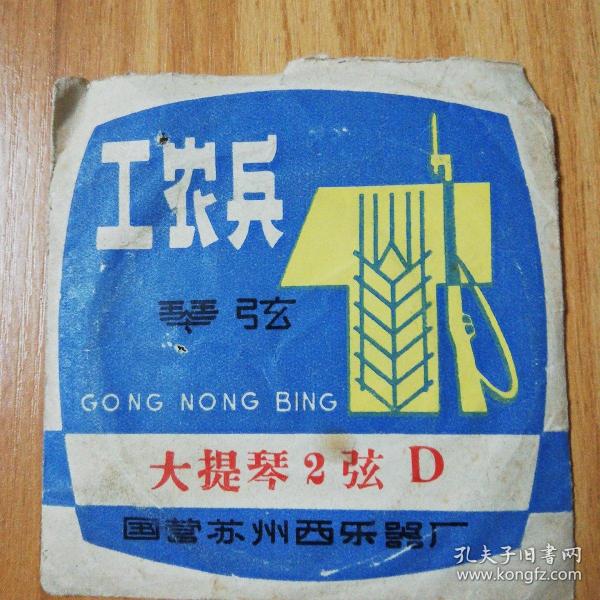 工农兵
琴弦
GONG NONG BING
大提琴2弦 D
国营苏州西乐器厂
孔夫子旧書网
www.kongfz.com